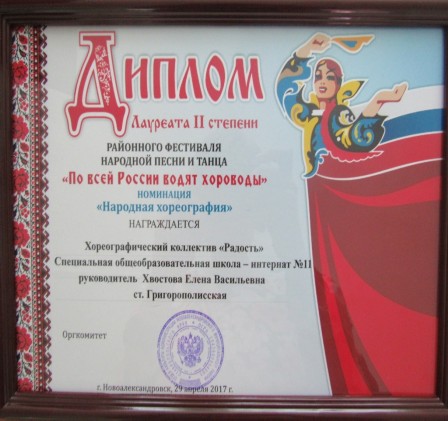 Диплом
Лауреата II степени
районного фестиваля
народной песни и танца
«По всей России водят хороводы»
номинация
«Народная хореография»
награждается
Хореографический коллектив «Радость»
Специальная общеобразовательная школа – интернат №11
руководитель Хвостова Елена Васильевна
ст. Григорополисская
Оргкомитет
г. Новоалександровск, 29 апреля 2017 г.